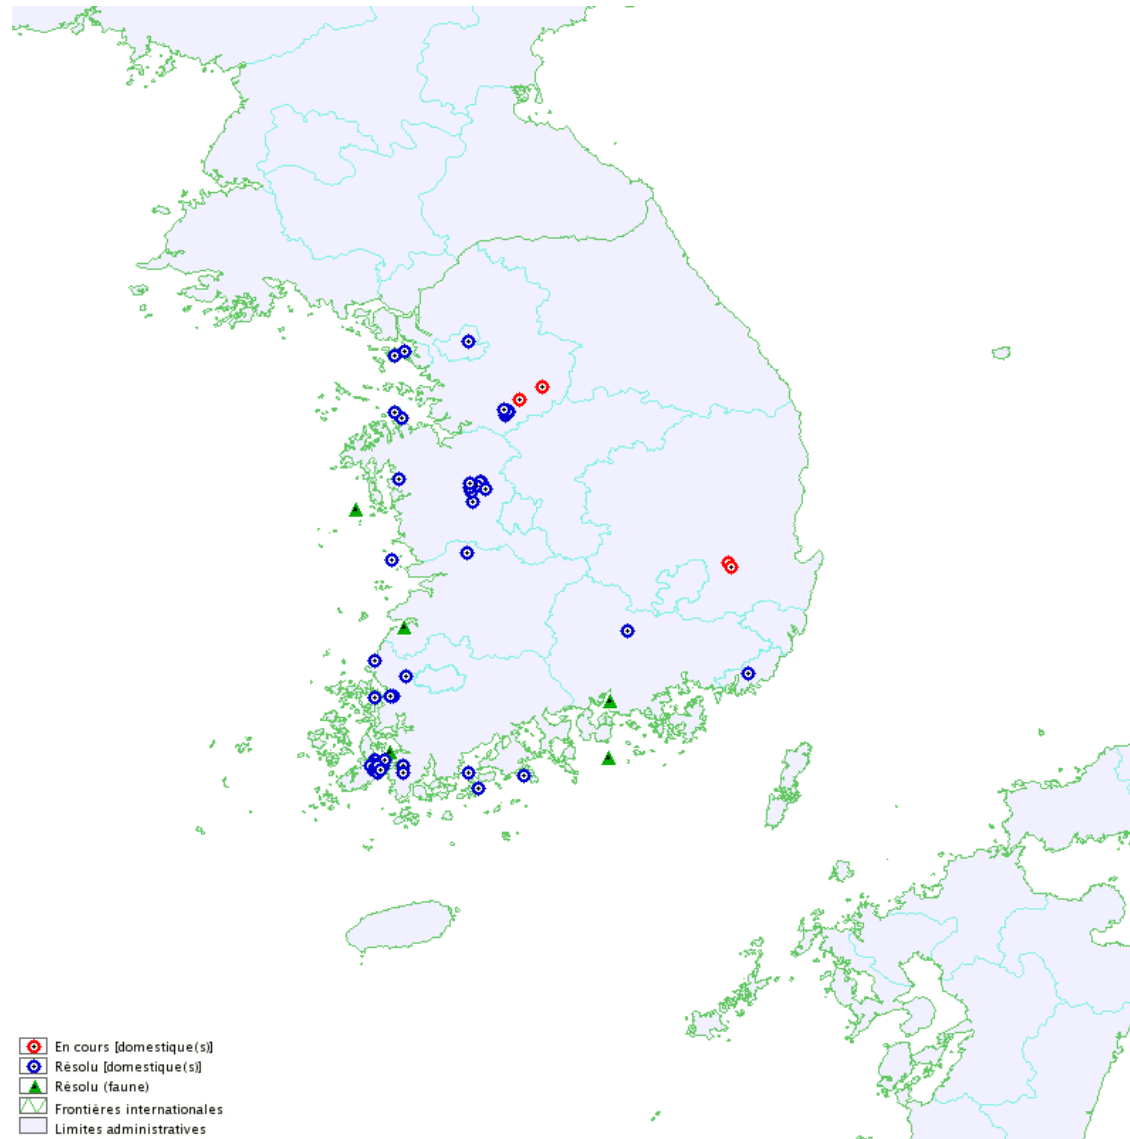 En cours [domestique(s)]
Résolu [domestique(s)]
Résolu (faune)
Frontières internationales
Limites administratives